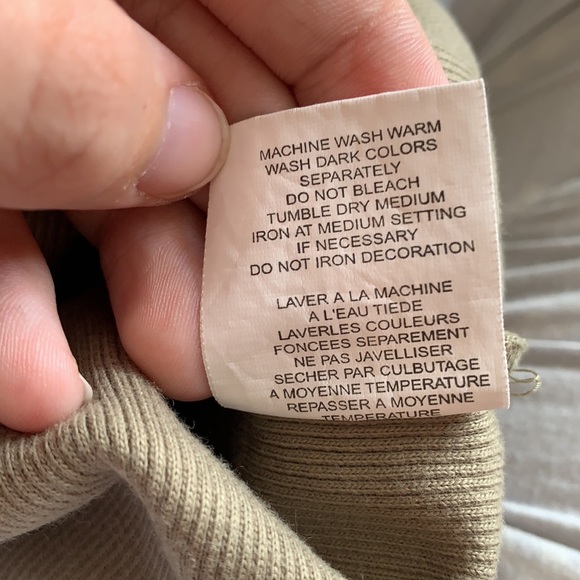 MACHINE WASH WARM
WASH DARK COLORS
SEPARATELY
DO NOT BLEACH
TUMBLE DRY MEDIUM
IRON AT MEDIUM SETTING
IF NECESSARY
DO NOT IRON DECORATION
LAVER A LA MACHINE
A L'EAU TIEDE
LAVERLES COULEURS
FONCEES SEPAREMENT
NE PAS JAVELLISER
SECHER PAR CULBUTAGE
A MOYENNE TEMPERATURE
REPASSER A MOYENNE
TEMPERATURE